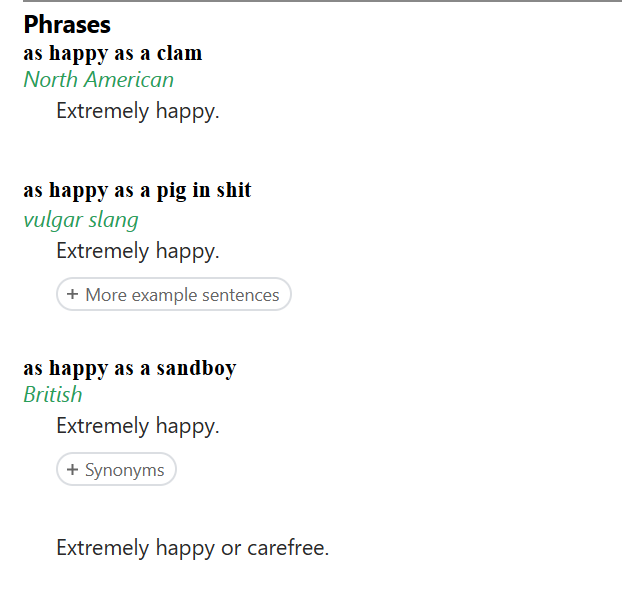 Phrases
as happy as a clam
North American
Extremely happy.
as happy as a pig in shit
vulgar slang
Extremely happy.
+ More example sentences
as happy as a sandboy
British
Extremely happy.
+ Synonyms
Extremely happy or carefree.